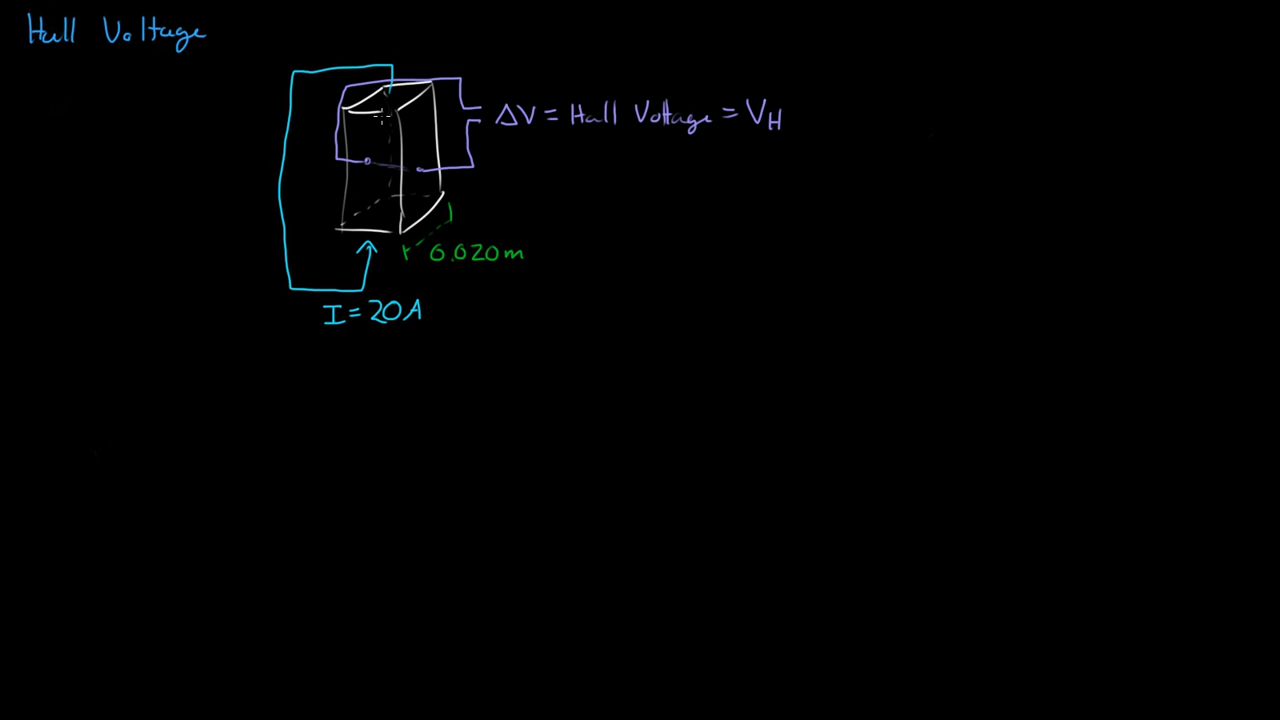 Hall Voltage
ΔV = Hall Voltage = V_H
0.020m
I = 20A